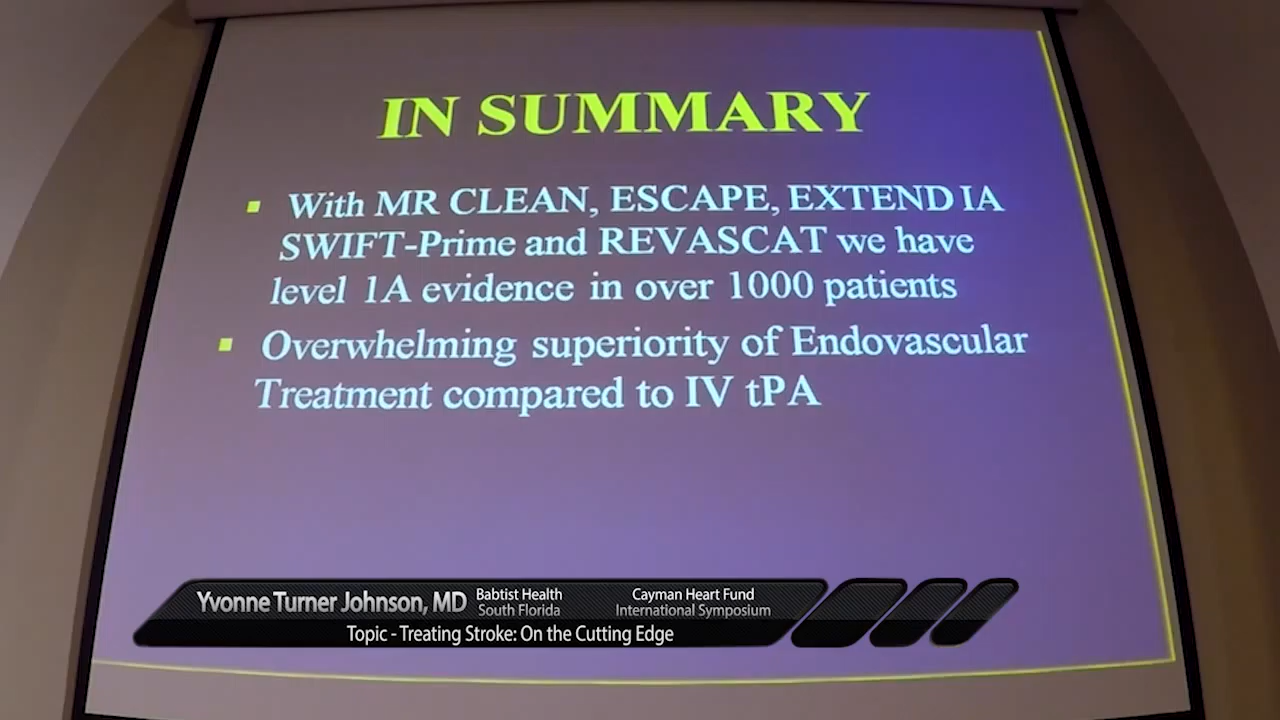 IN SUMMARY
▪ With MR CLEAN, ESCAPE, EXTEND IA
SWIFT-Prime and REVASCAT we have
level 1A evidence in over 1000 patients
▪ Overwhelming superiority of Endovascular
Treatment compared to IV tPA
Yvonne Turner Johnson, MD
Babtist Health
South Florida
Cayman Heart Fund
International Symposium
Topic - Treating Stroke: On the Cutting Edge